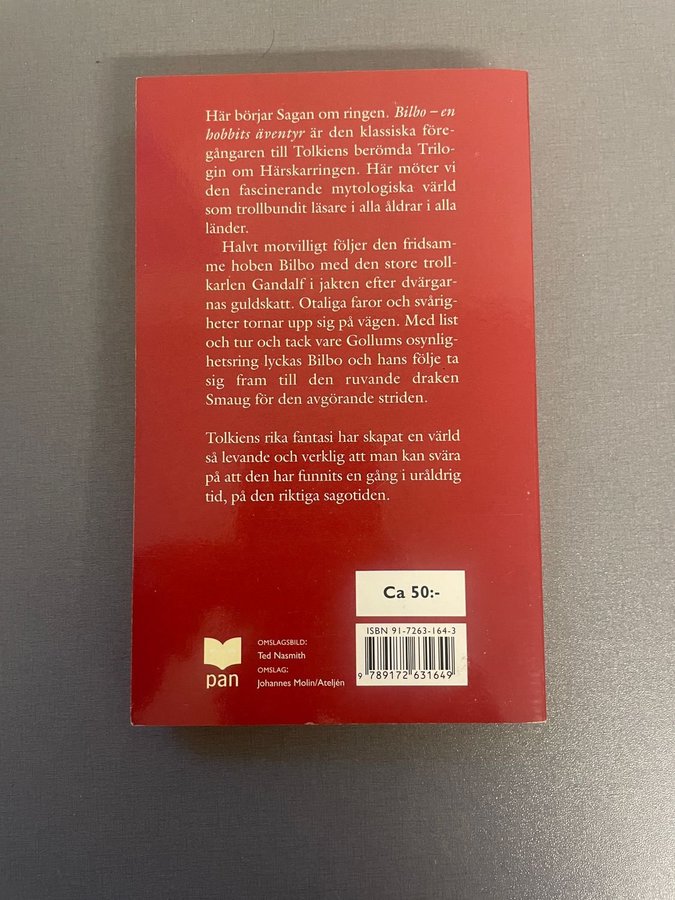 Här börjar Sagan om ringen. Bilbo – en
hobbits äventyr är den klassiska före-
gångaren till Tolkiens berömda Trilo-
gin om Härskarringen. Här möter vi
den fascinerande mytologiska värld
som trollbundit läsare i alla åldrar i alla
länder.
Halvt motvilligt följer den fridsam-
me hoben Bilbo med den store troll-
karlen Gandalf i jakten efter dvärgar-
nas guldskatt. Otaliga faror och svårig-
heter tornar upp sig på vägen. Med list
och tur och tack vare Gollums osynlig-
hetsring lyckas Bilbo och hans följe ta
sig fram till den ruvande draken
Smaug för den avgörande striden.
Tolkiens rika fantasi har skapat en värld
så levande och verklig att man kan svära
på att den har funnits en gång i uråldrig
tid, på den riktiga sagotiden.
Ca 50:-
ISBN 91-7263-164-3
9 789172 631649
pan
OMSLAGSBILD:
Ted Nasmith
OMSLAG:
Johannes Molin/Ateljén